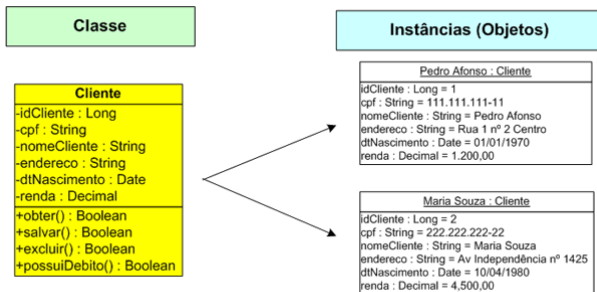 Classe
Instâncias (Objetos)
Cliente
-idCliente : Long
-cpf : String
-nomeCliente : String
-endereco : String
-dtNascimento : Date
-renda : Decimal
+obter() : Boolean
+salvar() : Boolean
+excluir() : Boolean
+possuiDebito() : Boolean
Pedro Afonso : Cliente
idCliente : Long = 1
cpf : String = 111.111.111-11
nomeCliente : String = Pedro Afonso
endereco : String = Rua 1 nº 2 Centro
dtNascimento : Date = 01/01/1970
renda : Decimal = 1.200,00
Maria Souza : Cliente
idCliente : Long = 2
cpf : String = 222.222.222-22
nomeCliente : String = Maria Souza
endereco : String = Av Independência nº 1425
dtNascimento : Date = 10/04/1980
renda : Decimal = 4,500,00